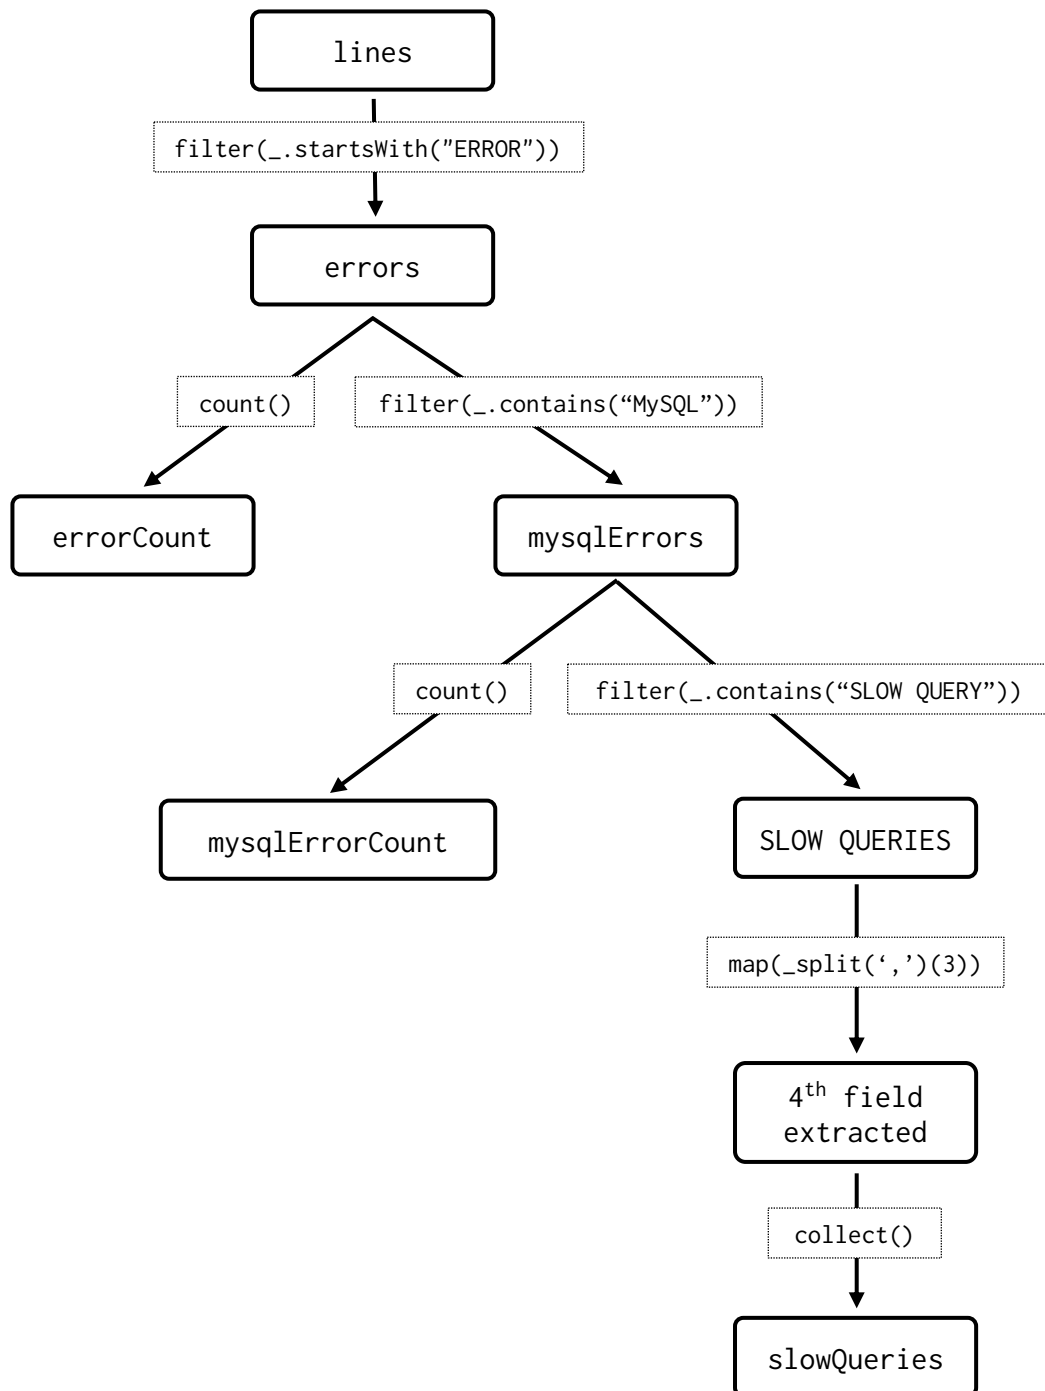 lines
filter(_.startsWith("ERROR"))
errors
count()
filter(_.contains(“MySQL”))
errorCount
mysqlErrors
count()
filter(_.contains(“SLOW QUERY”))
mysqlErrorCount
SLOW QUERIES
map(_split(‘,’)(3))
4th field
extracted
collect()
slowQueries